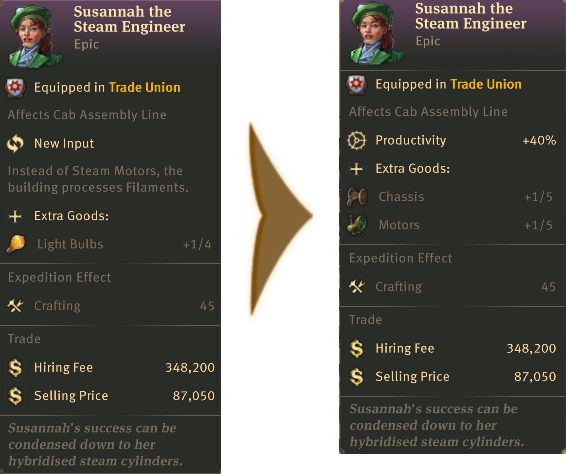 Susannah the
Steam Engineer
Epic
Equipped in Trade Union
Affects Cab Assembly Line
New Input
Instead of Steam Motors, the
building processes Filaments.
Extra Goods:
Light Bulbs +1/4
Expedition Effect
Crafting 45
Trade
Hiring Fee 348,200
Selling Price 87,050
Susannah's success can be
condensed down to her
hybridised steam cylinders.
Susannah the
Steam Engineer
Epic
Equipped in Trade Union
Affects Cab Assembly Line
Productivity +40%
Extra Goods:
Chassis +1/5
Motors +1/5
Expedition Effect
Crafting 45
Trade
Hiring Fee 348,200
Selling Price 87,050
Susannah's success can be
condensed down to her
hybridised steam cylinders.